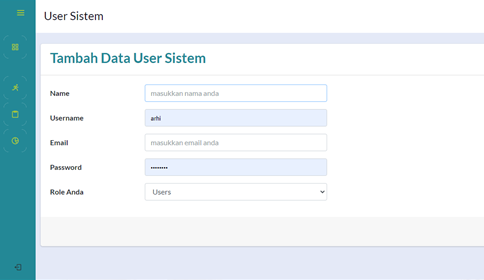 User Sistem
Tambah Data User Sistem
Name
masukkan nama anda
Username
arhi
Email
masukkan email anda
Password
••••••••
Role Anda
Users